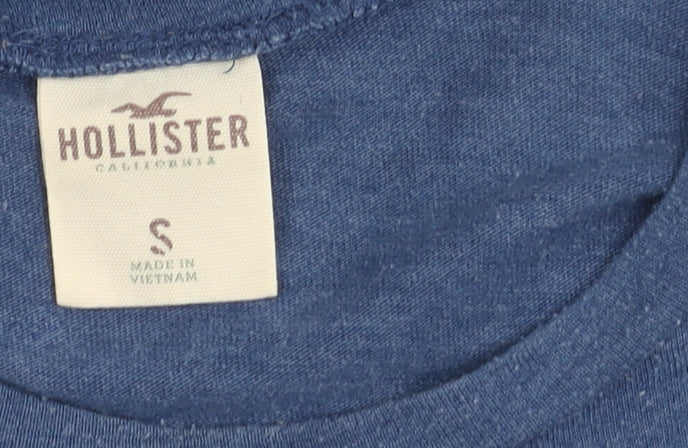 HOLLISTER
CALIFORNIA
S
MADE IN
VIETNAM